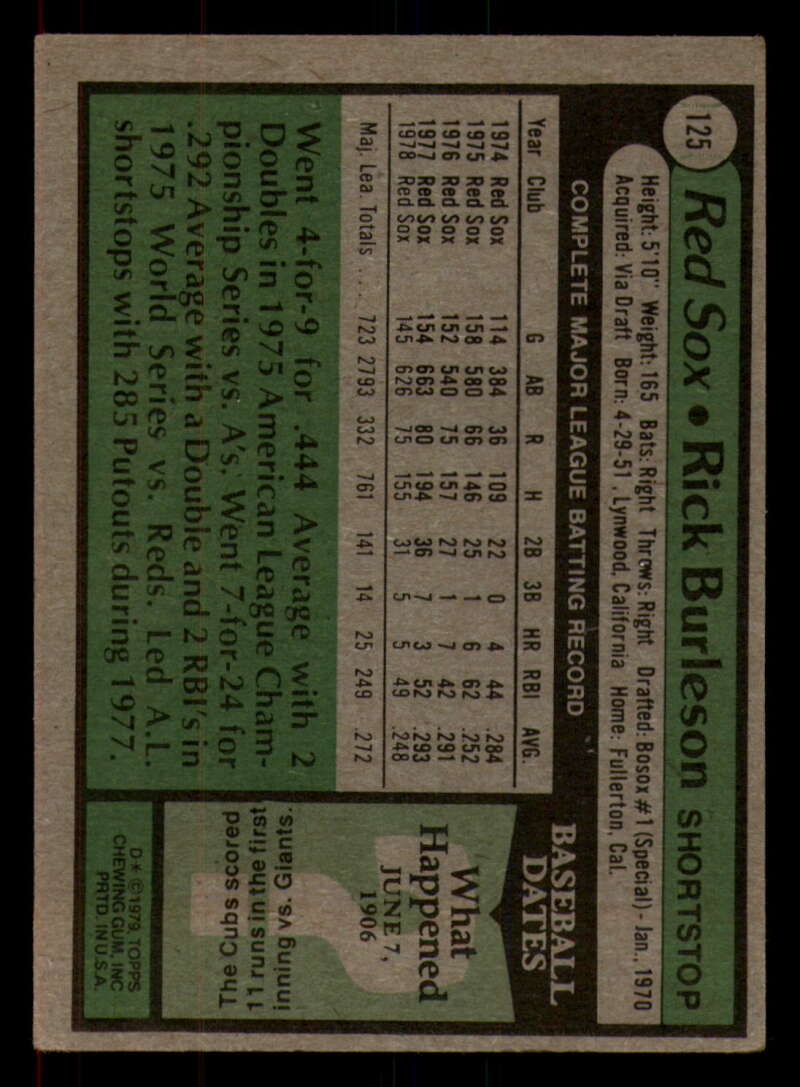 125
Red Sox • Rick Burleson SHORTSTOP
Height: 5'10" Weight: 165 Bats: Right Throws: Right Drafted: Bosox #1 (Special) - Jan., 1970
Acquired: Via Draft Born: 4-29-51, Lynwood, California Home: Fullerton, Cal.
COMPLETE MAJOR LEAGUE BATTING RECORD
Year Club G AB R H 2B 3B HR RBI AVG.
1974 Red Sox 114 384 36 109 22 0 4 44 .284
1975 Red Sox 158 580 66 146 25 1 6 62 .252
1976 Red Sox 152 540 75 157 27 1 7 42 .291
1977 Red Sox 154 663 80 194 36 7 3 52 .293
1978 Red Sox 145 626 75 155 31 5 5 49 .248
Maj. Lea. Totals .... 723 2793 332 761 141 14 25 249 .272
Went 4-for-9 for .444 Average with 2
Doubles in 1975 American League Cham-
pionship Series vs. A's. Went 7-for-24 for
.292 Average with a Double and 2 RBI's in
1975 World Series vs. Reds. Led A.L.
shortstops with 285 Putouts during 1977.
BASEBALL
DATES
What
Happened
JUNE 7,
1906
The Cubs scored
11 runs in the first
inning vs. Giants.
D* © 1979, TOPPS
CHEWING GUM, INC
PRTD. IN U.S.A.